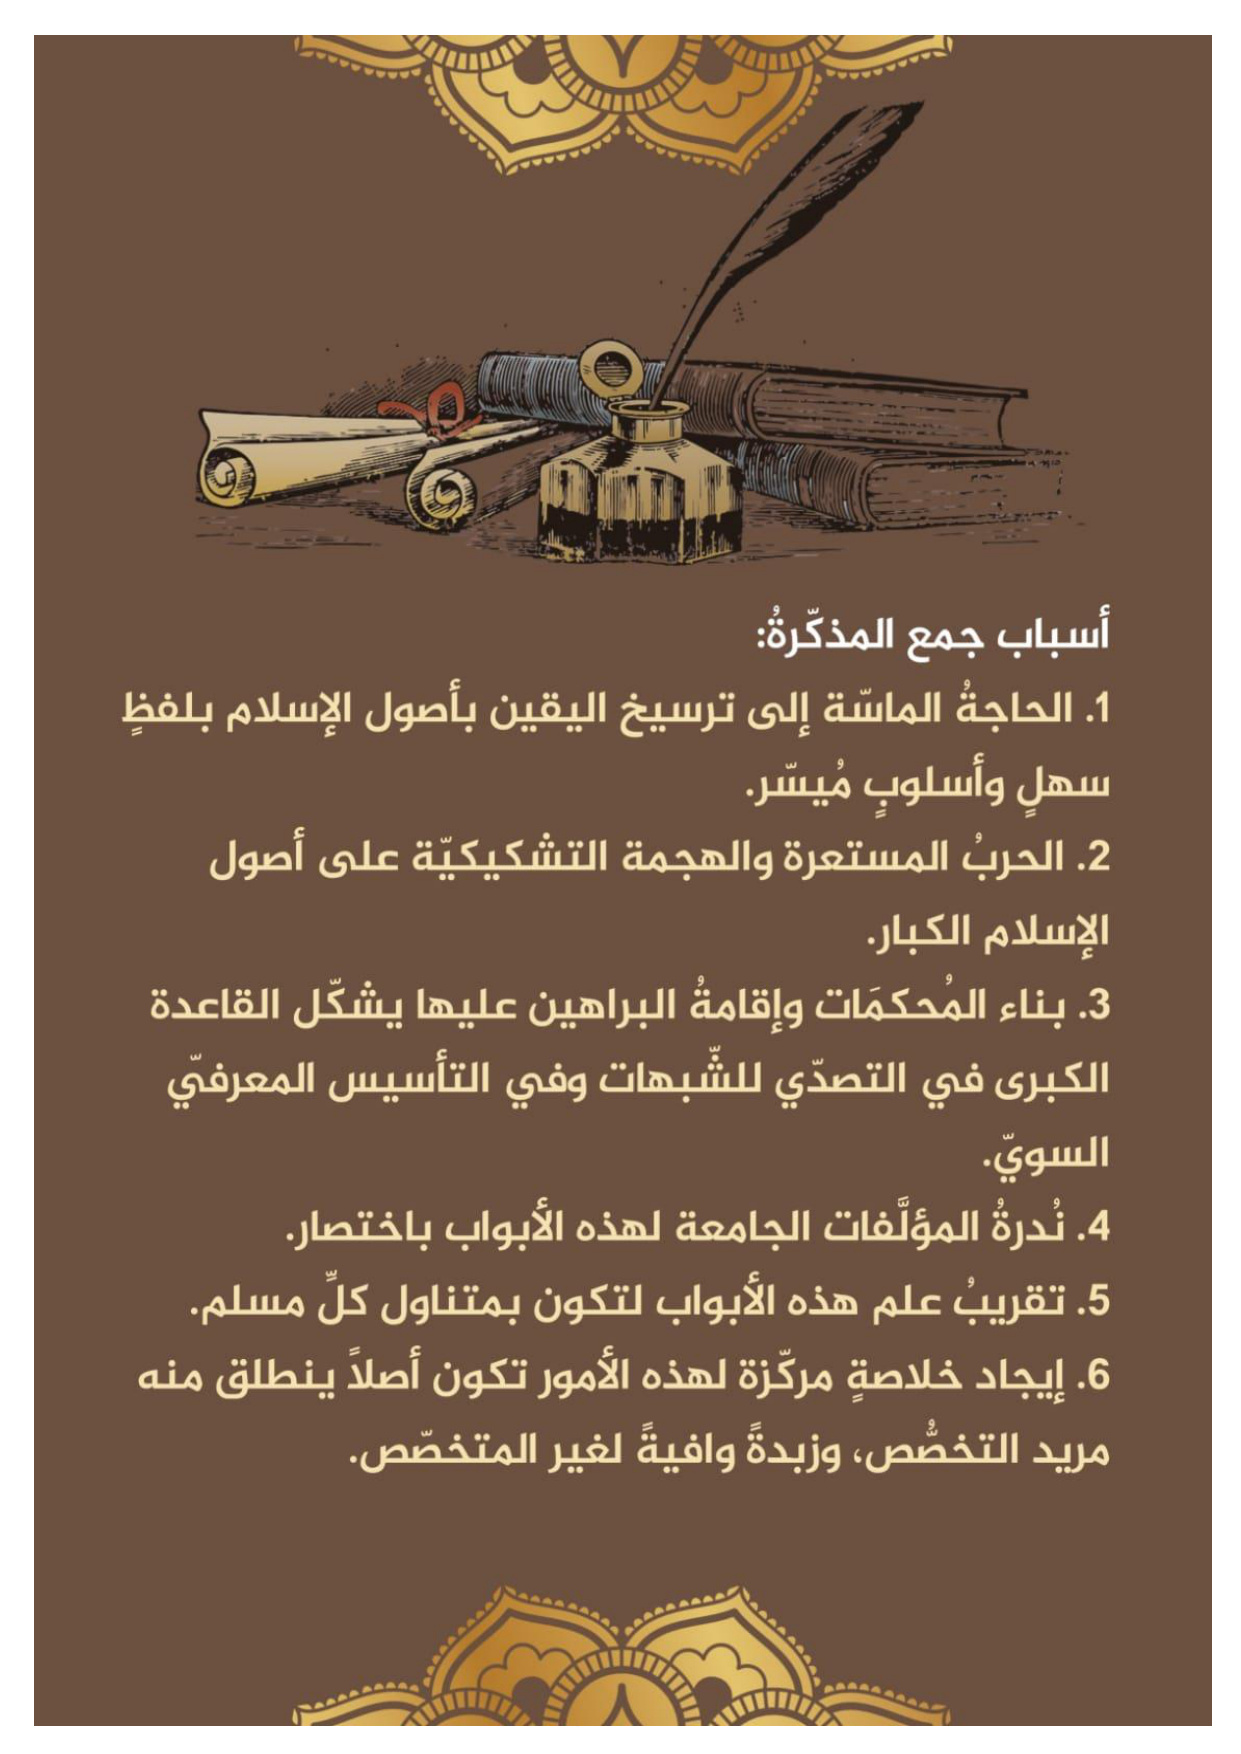 أسباب جمع المذكّرةُ:
1. الحاجةُ الماسّة إلى ترسيخ اليقين بأصول الإسلام بلفظٍ
سهلٍ وأسلوبٍ مُيسّر.
2. الحربُ المستعرة والهجمة التشكيكيّة على أصول
الإسلام الكبار.
3. بناء المُحكمَات وإقامةُ البراهين عليها يشكّل القاعدة
الكبرى في التصدّي للشّبهات وفي التأسيس المعرفيّ
السويّ.
4. نُدرةُ المؤلَّفات الجامعة لهذه الأبواب باختصار.
5. تقريبُ علم هذه الأبواب لتكون بمتناول كلِّ مسلم.
6. إيجاد خلاصةٍ مركّزة لهذه الأمور تكون أصلاً ينطلق منه
مريد التخصُّص، وزبدةً وافيةً لغير المتخصّص.